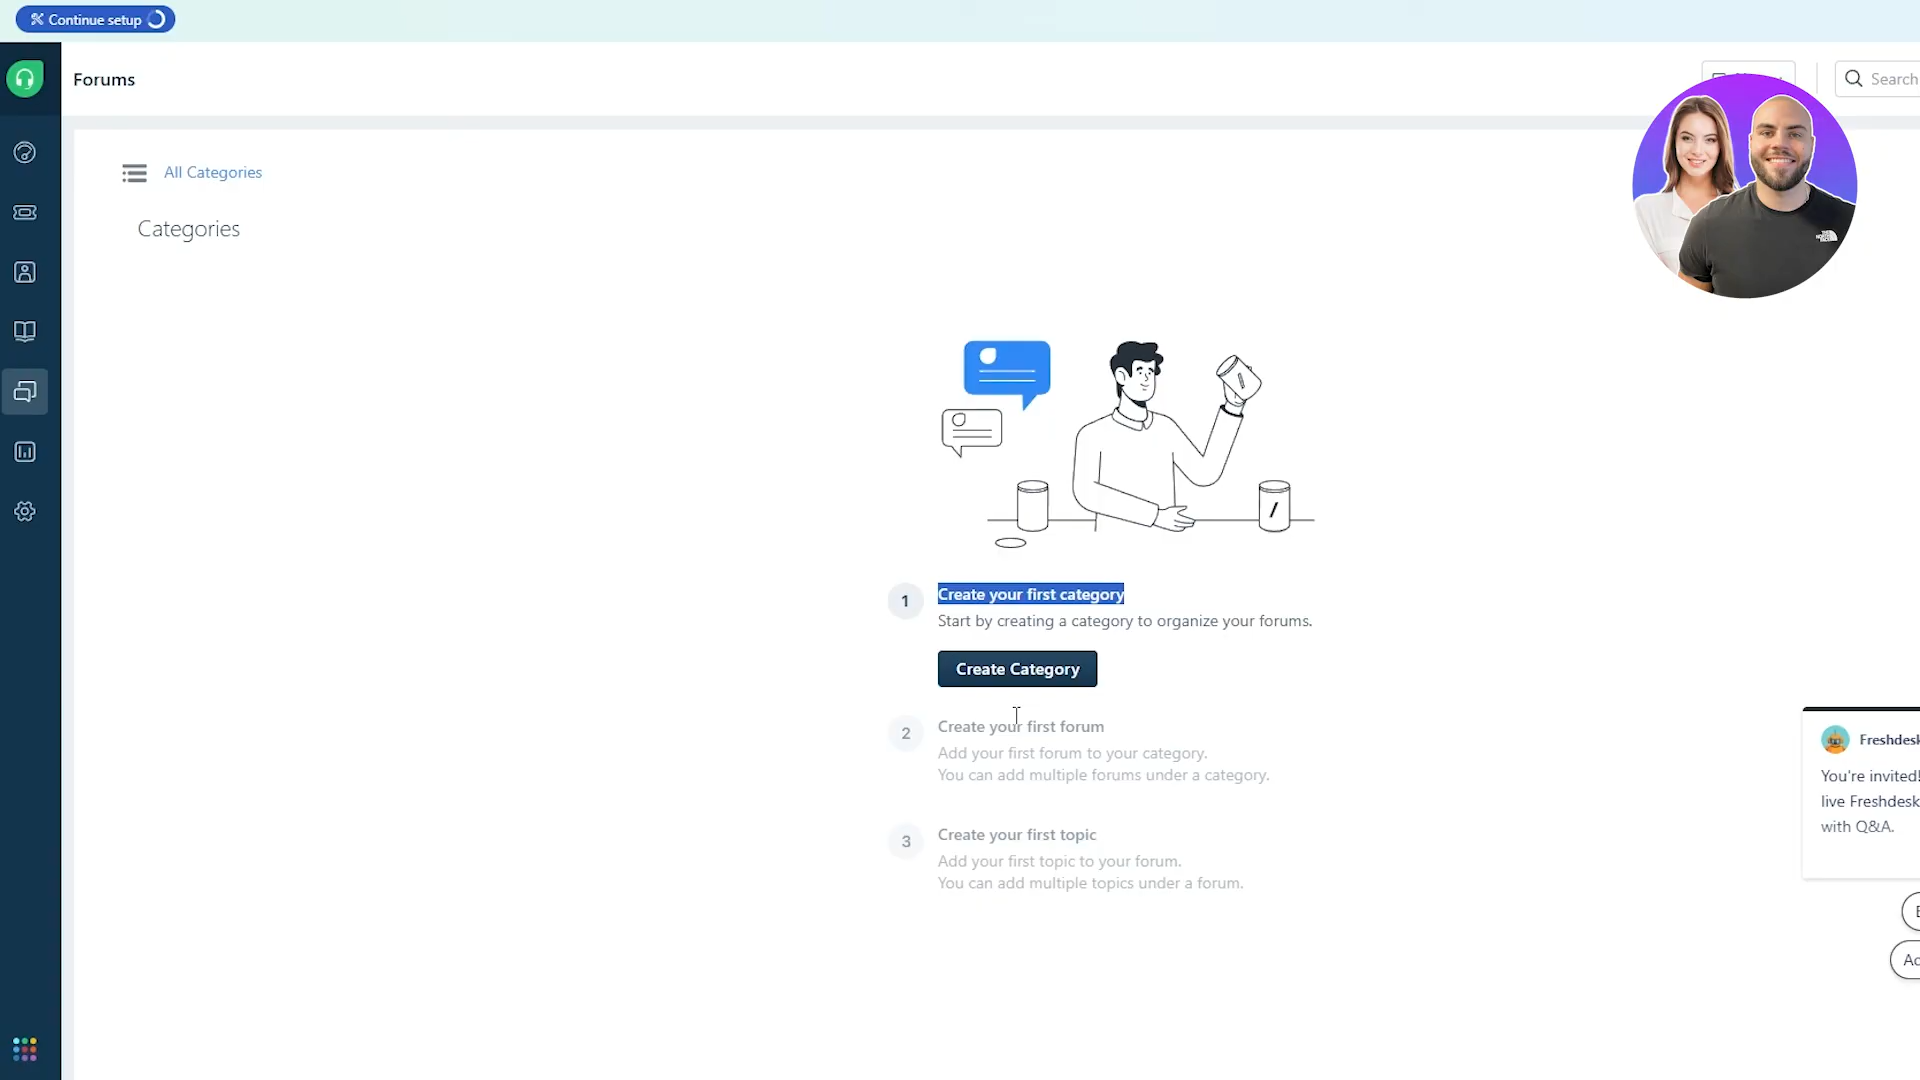 Continue setup
Forums
Search
All Categories
Categories
1
Create your first category
Start by creating a category to organize your forums.
Create Category
2
Create your first forum
Add your first forum to your category.
You can add multiple forums under a category.
3
Create your first topic
Add your first topic to your forum.
You can add multiple topics under a forum.
Freshdesk
You're invited!
live Freshdesk
with Q&A.